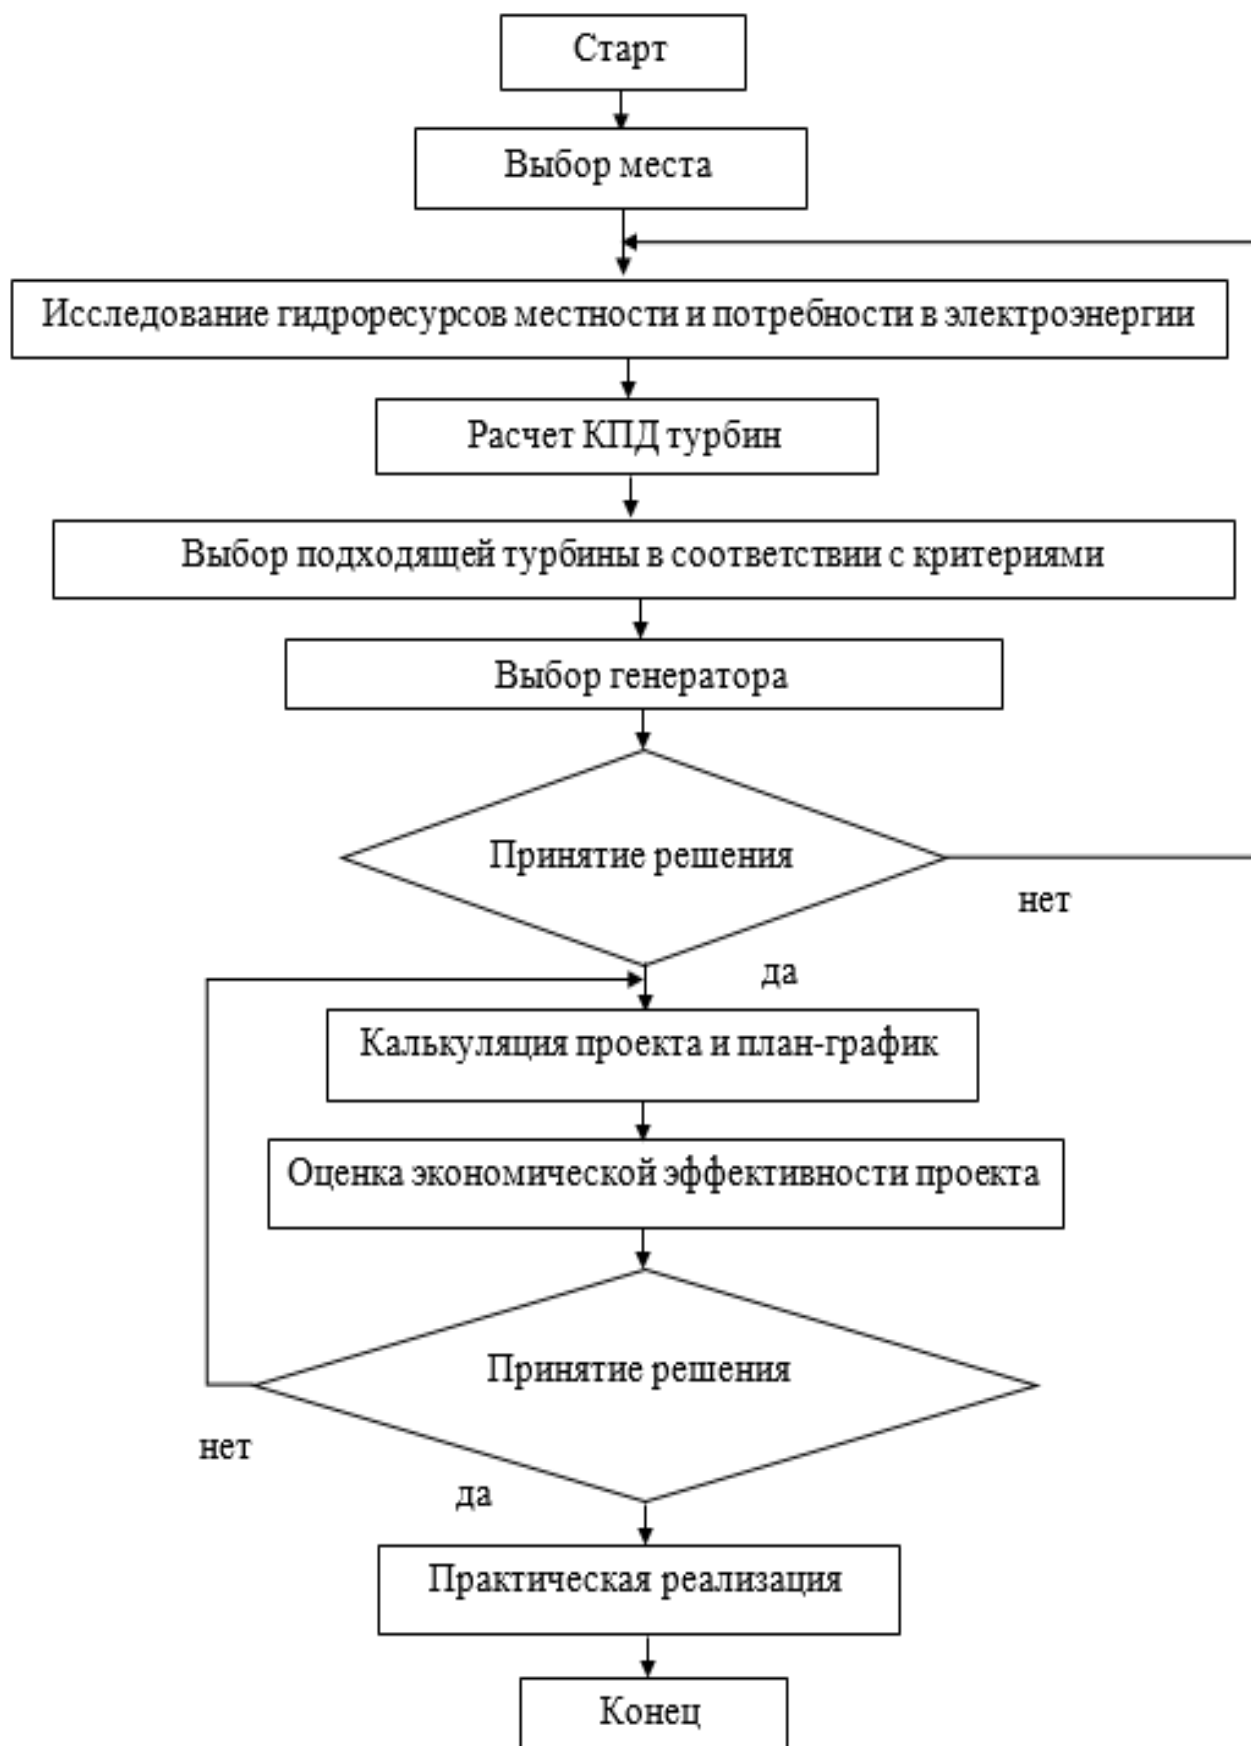 Старт
Выбор места
Исследование гидроресурсов местности и потребности в электроэнергии
Расчет КПД турбин
Выбор подходящей турбины в соответствии с критериями
Выбор генератора
Принятие решения
нет
да
Калькуляция проекта и план-график
Оценка экономической эффективности проекта
Принятие решения
нет
да
Практическая реализация
Конец